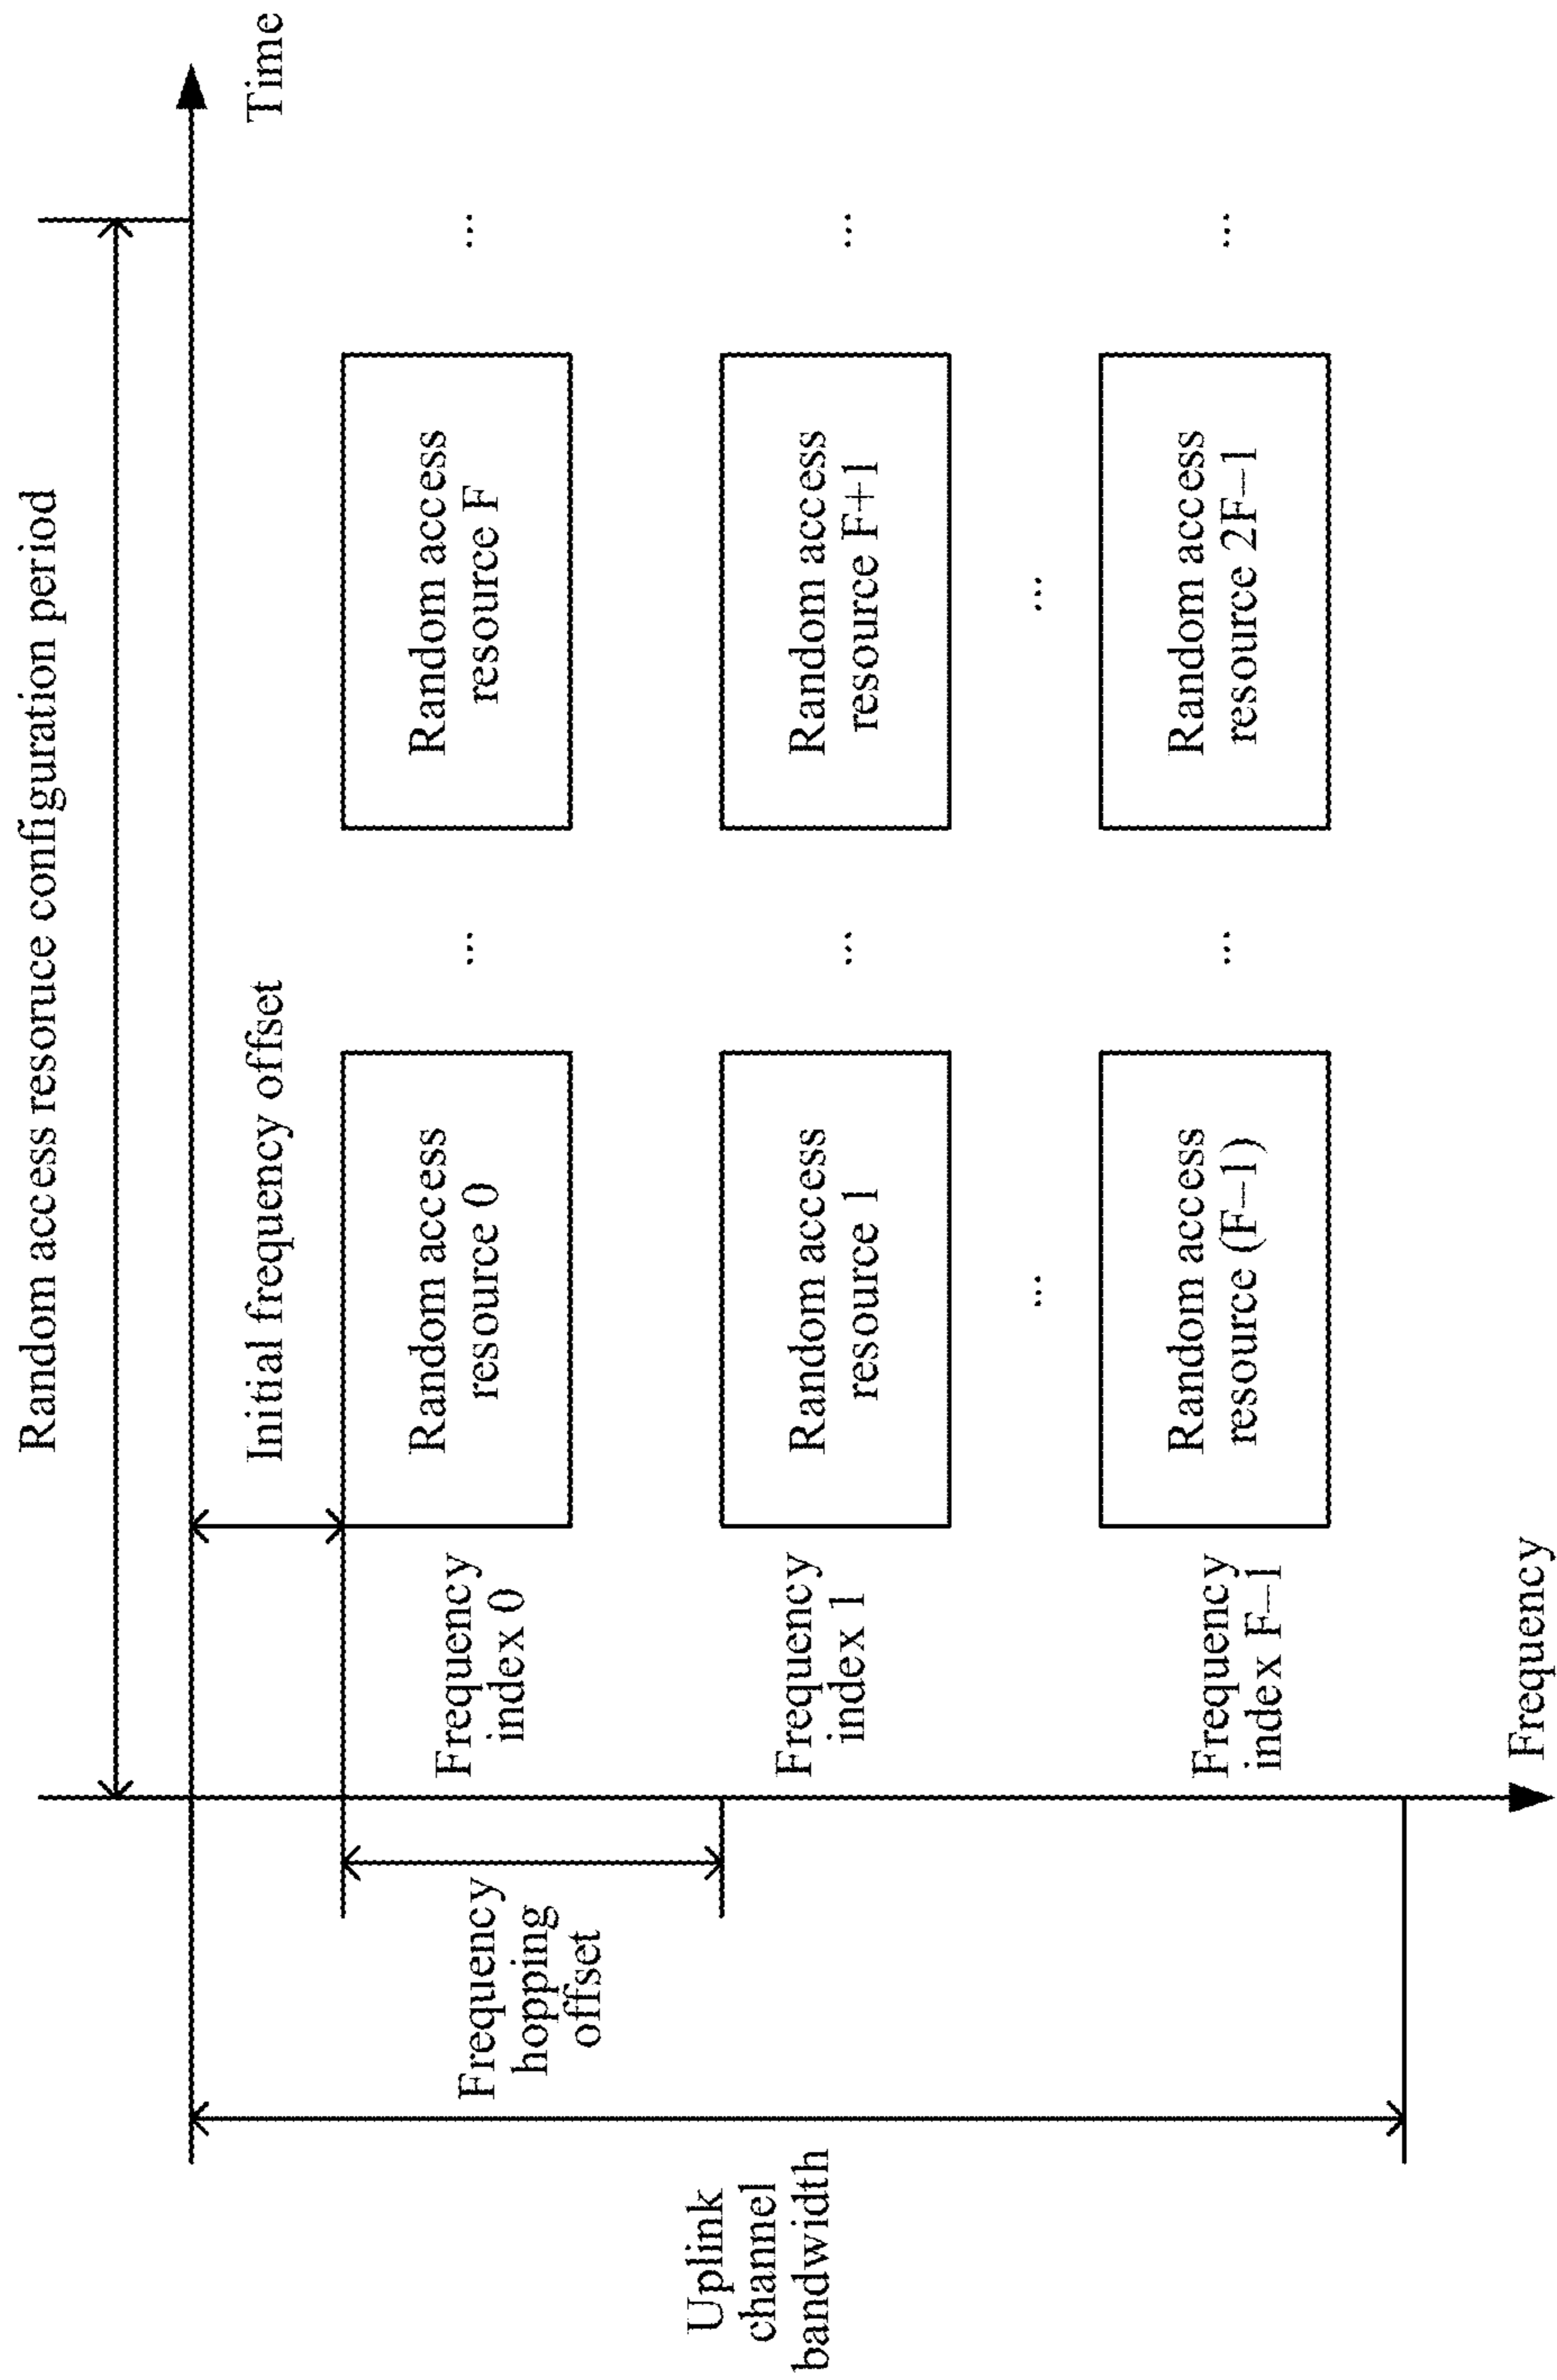 Random access resoruce configuration period
Time
Initial frequency offset
Frequency
hopping
offset
Uplink
channel
bandwidth
Frequency
index 0
Random access
resource 0
...
Random access
resource F
...
Frequency
index 1
Random access
resource 1
...
Random access
resource F+1
...
...
...
Frequency
index F–1
Random access
resource (F–1)
...
Random access
resource 2F–1
...
Frequency